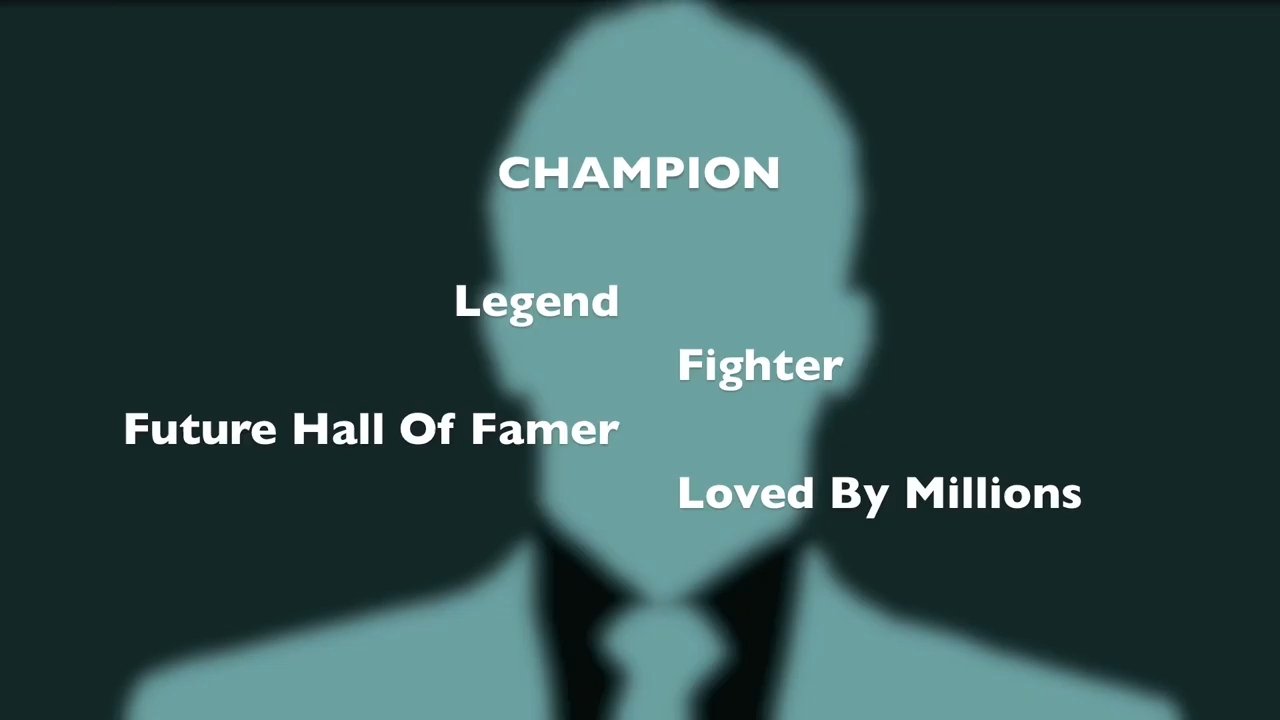 CHAMPION
Legend
Fighter
Future Hall Of Famer
Loved By Millions